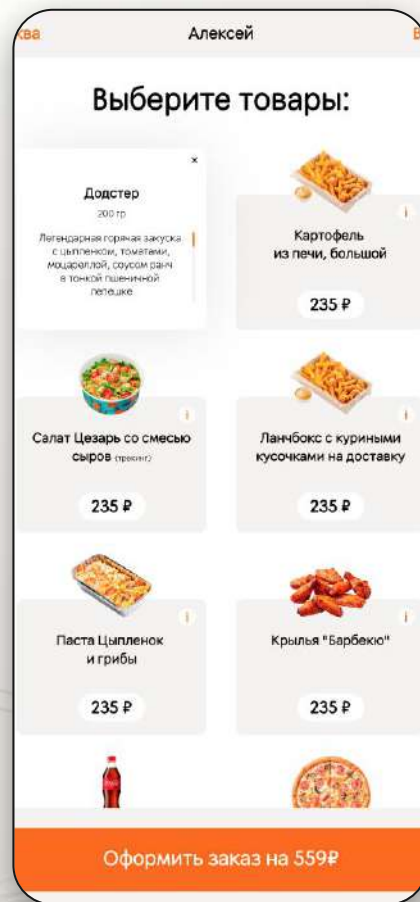 ква
Алексей
В
Выберите товары:
×
Додстер
200 гр
Легендарная горячая закуска
с цыпленком, томатами,
моцареллой, соусом ранч
в тонкой пшеничной
лепешке
i
Картофель
из печи, большой
235 ₽
i
Салат Цезарь со смесью
сыров (трекинг)
235 ₽
i
Ланчбокс с куриными
кусочками на доставку
235 ₽
i
Паста Цыпленок
и грибы
235 ₽
i
Крылья "Барбекю"
235 ₽
Оформить заказ на 559₽